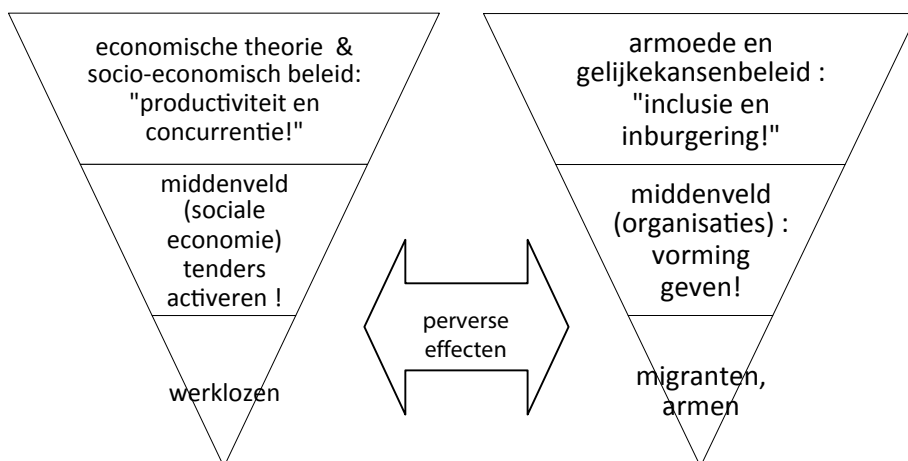 economische theorie &
socio-economisch beleid:
"productiviteit en
concurrentie!"
middenveld
(sociale
economie)
tenders
activeren !
werklozen
perverse
effecten
armoede en
gelijkekansenbeleid :
"inclusie en
inburgering!"
middenveld
(organisaties) :
vorming
geven!
migranten,
armen